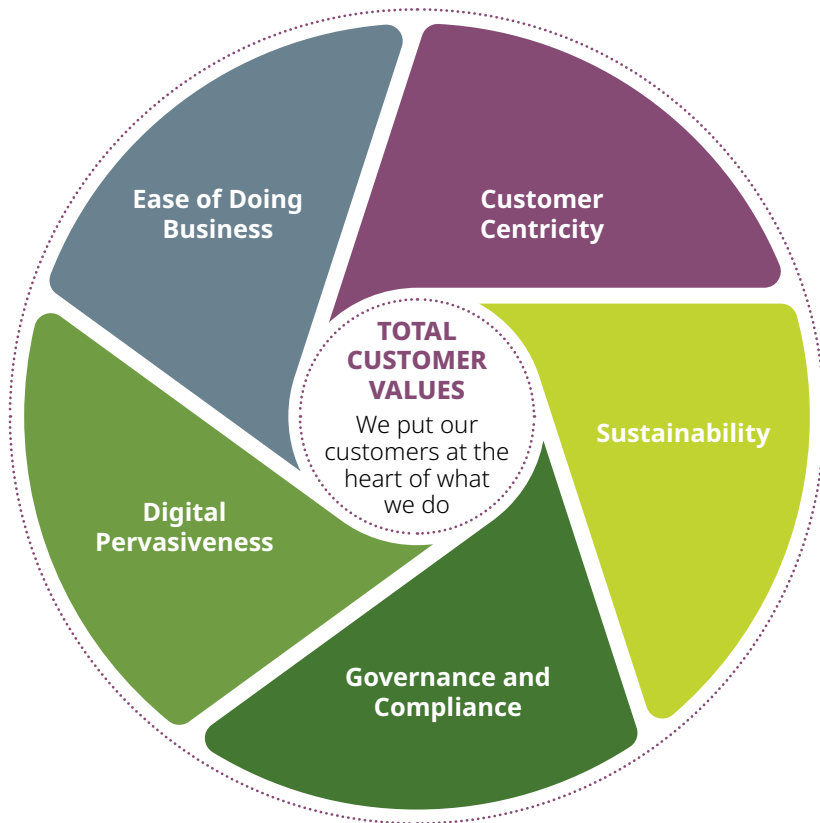 Ease of Doing
Business
Customer
Centricity
TOTAL
CUSTOMER
VALUES
We put our
customers at the
heart of what
we do
Sustainability
Digital
Pervasiveness
Governance and
Compliance